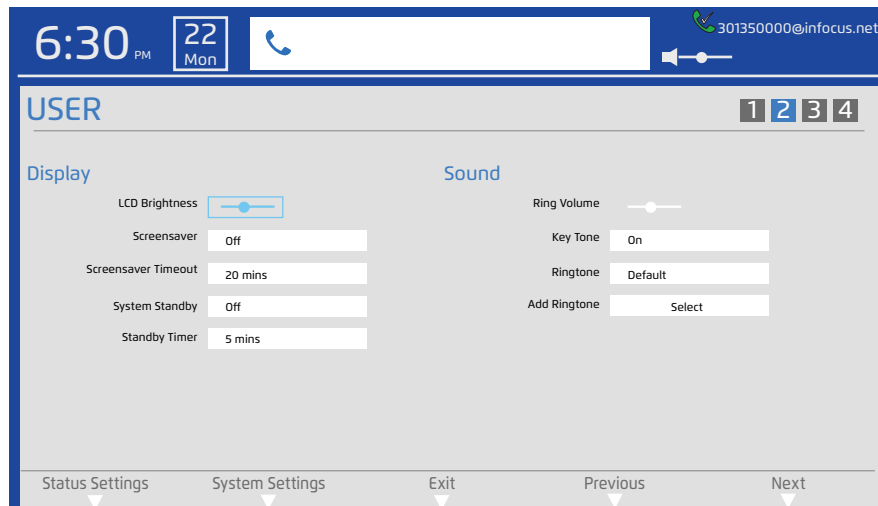 6:30 PM
22
Mon
301350000@infocus.net
USER
1 2 3 4
Display
LCD Brightness
Screensaver Off
Screensaver Timeout 20 mins
System Standby Off
Standby Timer 5 mins
Sound
Ring Volume
Key Tone On
Ringtone Default
Add Ringtone Select
Status Settings System Settings Exit Previous Next